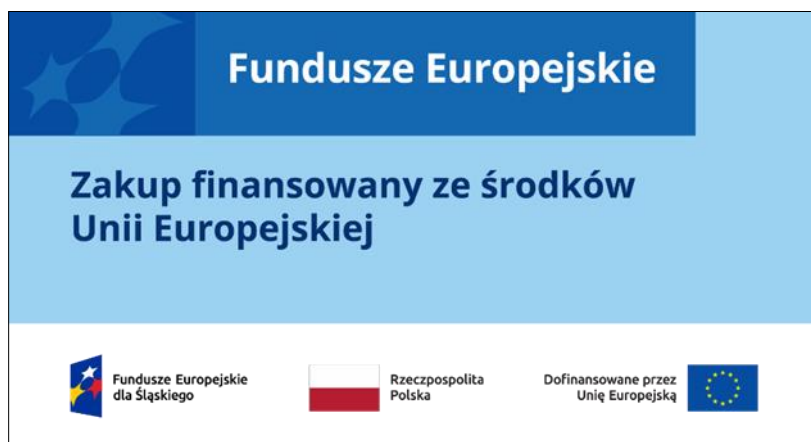 Fundusze Europejskie
Zakup finansowany ze środków
Unii Europejskiej
Fundusze Europejskie
dla Śląskiego
Rzeczpospolita
Polska
Dofinansowane przez
Unię Europejską